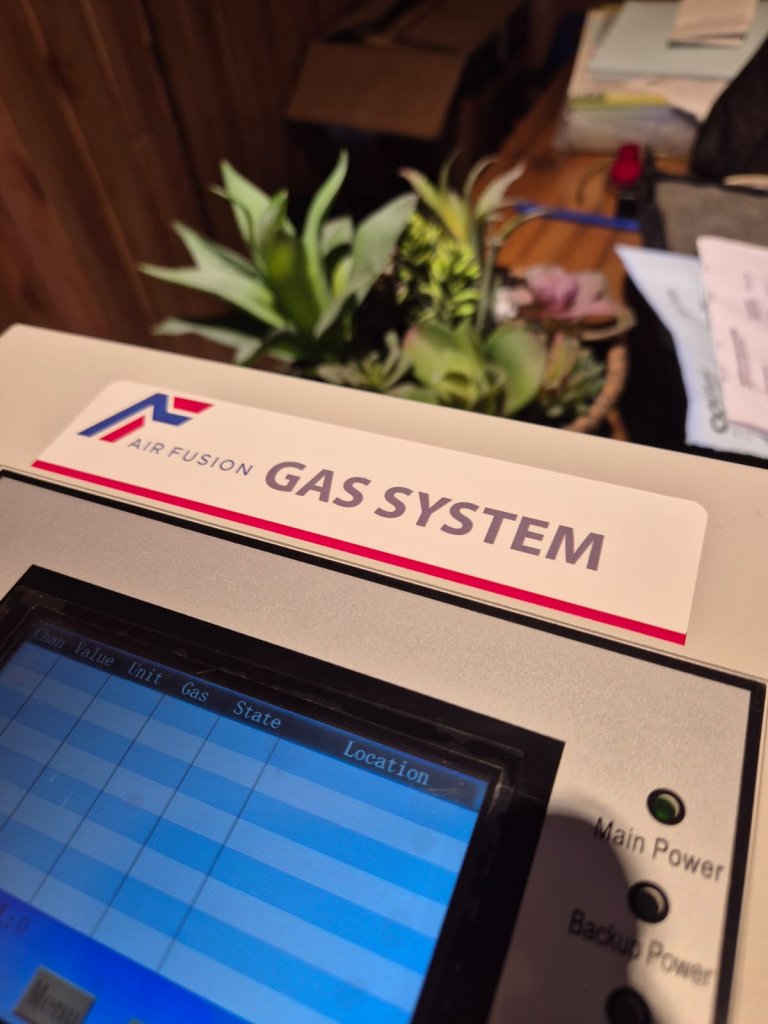 AIR FUSION
GAS SYSTEM
Chan Value Unit Gas State Location
Main Power
Backup Power
Menu